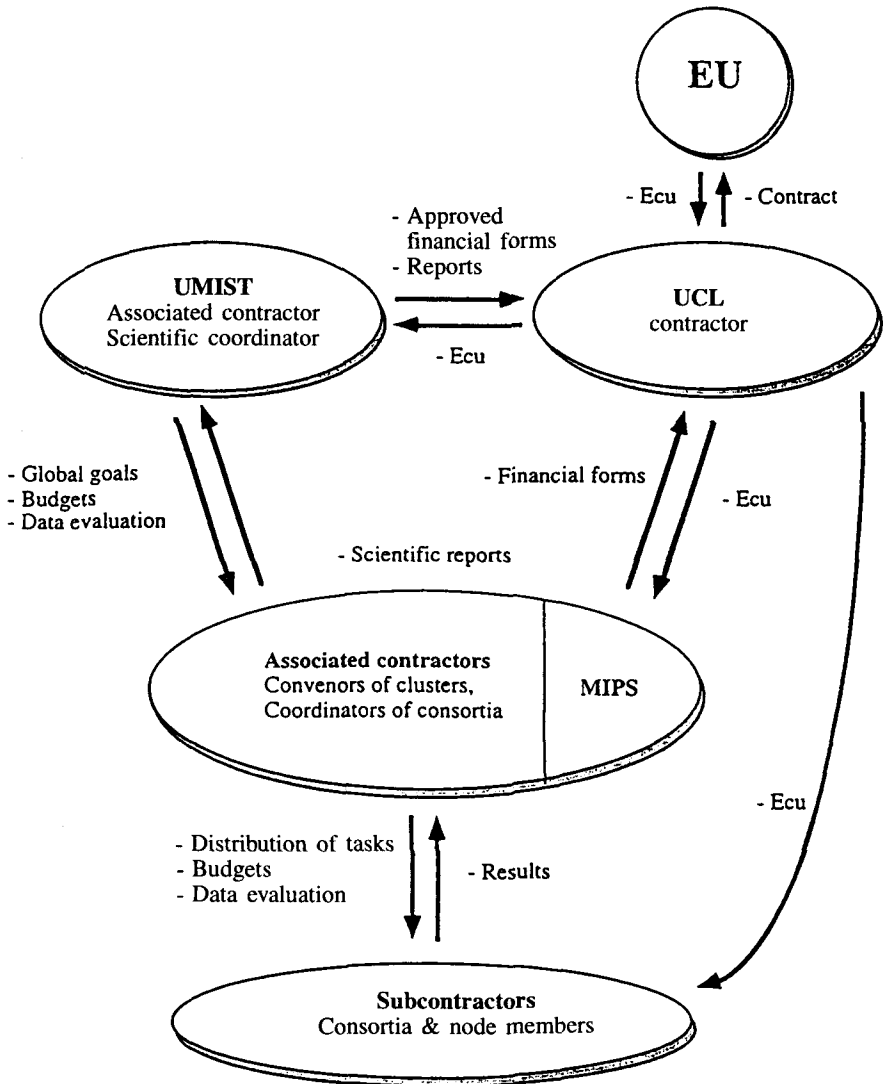 EU
- Ecu
- Contract
- Approved
financial forms
- Reports
UMIST
Associated contractor
Scientific coordinator
UCL
contractor
- Ecu
- Global goals
- Budgets
- Data evaluation
- Financial forms
- Ecu
- Scientific reports
Associated contractors
Convenors of clusters,
Coordinators of consortia
MIPS
- Ecu
- Distribution of tasks
- Budgets
- Data evaluation
- Results
Subcontractors
Consortia & node members